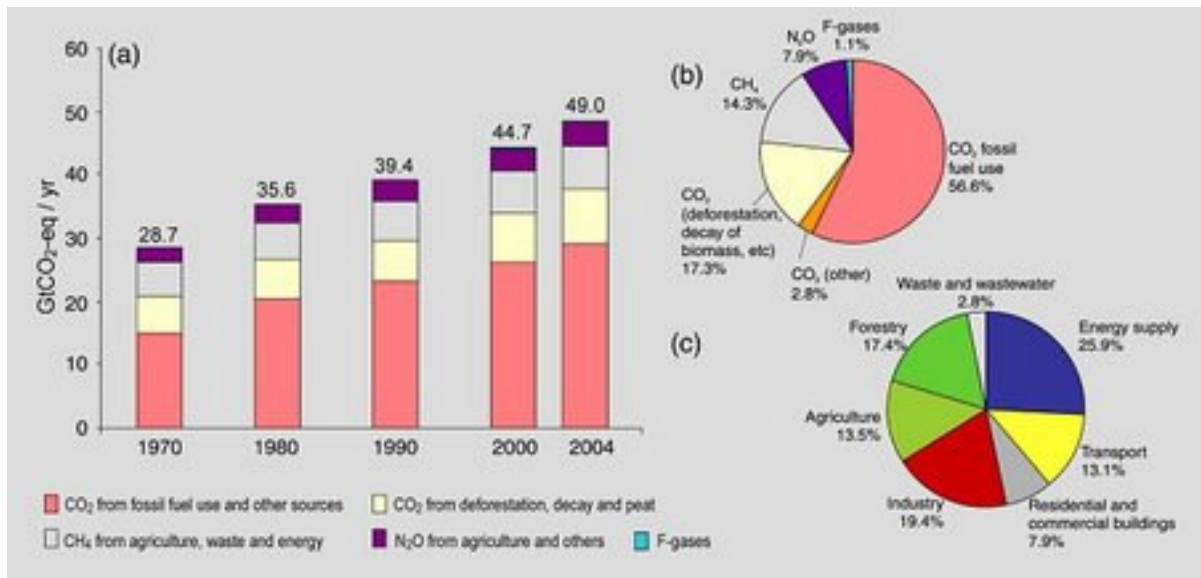 (a)
GtCO₂-eq / yr
60
50
40
30
20
10
0
28.7
35.6
39.4
44.7
49.0
1970
1980
1990
2000
2004
CO₂ from fossil fuel use and other sources
CO₂ from deforestation, decay and peat
CH₄ from agriculture, waste and energy
N₂O from agriculture and others
F-gases
(b)
F-gases
1.1%
N₂O
7.9%
CH₄
14.3%
CO₂ fossil
fuel use
56.6%
CO₂
(deforestation,
decay of
biomass, etc)
17.3%
CO₂ (other)
2.8%
(c)
Waste and wastewater
2.8%
Forestry
17.4%
Energy supply
25.9%
Agriculture
13.5%
Transport
13.1%
Industry
19.4%
Residential and
commercial buildings
7.9%